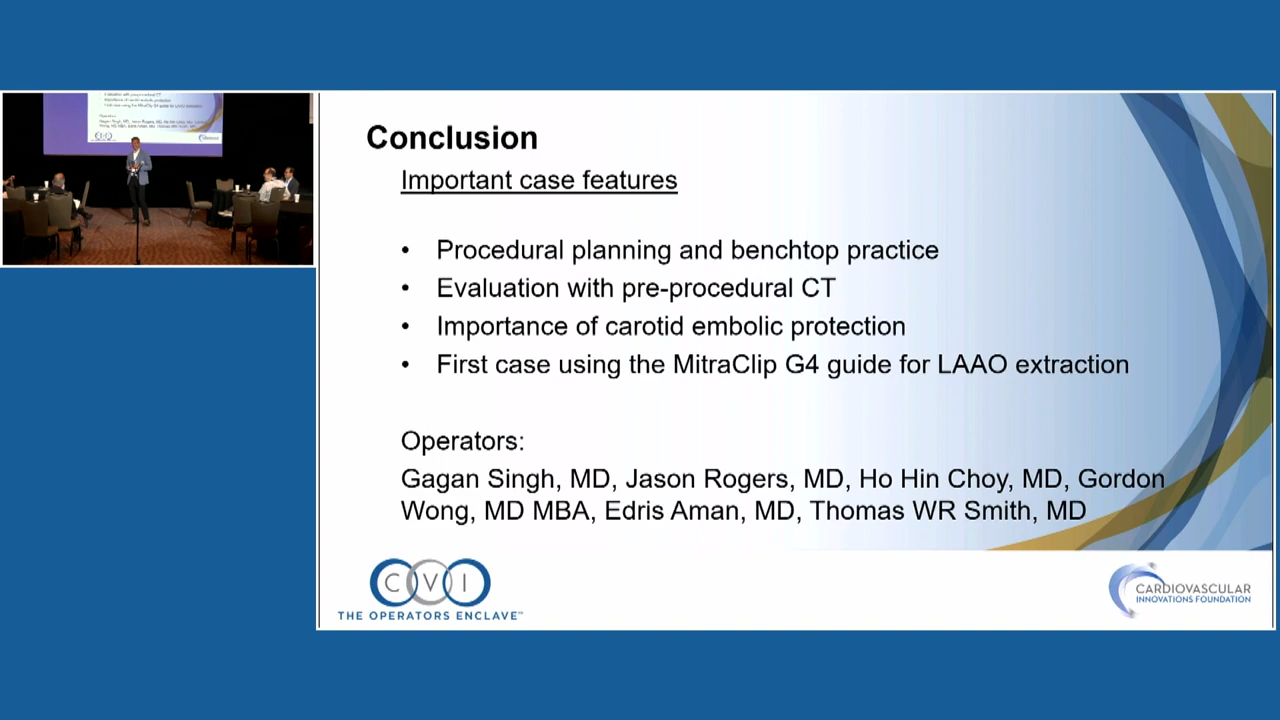 Conclusion
Important case features
• Procedural planning and benchtop practice
• Evaluation with pre-procedural CT
• Importance of carotid embolic protection
• First case using the MitraClip G4 guide for LAAO extraction
Operators:
Gagan Singh, MD, Jason Rogers, MD, Ho Hin Choy, MD, Gordon
Wong, MD MBA, Edris Aman, MD, Thomas WR Smith, MD
CVI
THE OPERATORS ENCLAVE™
CARDIOVASCULAR
INNOVATIONS FOUNDATION